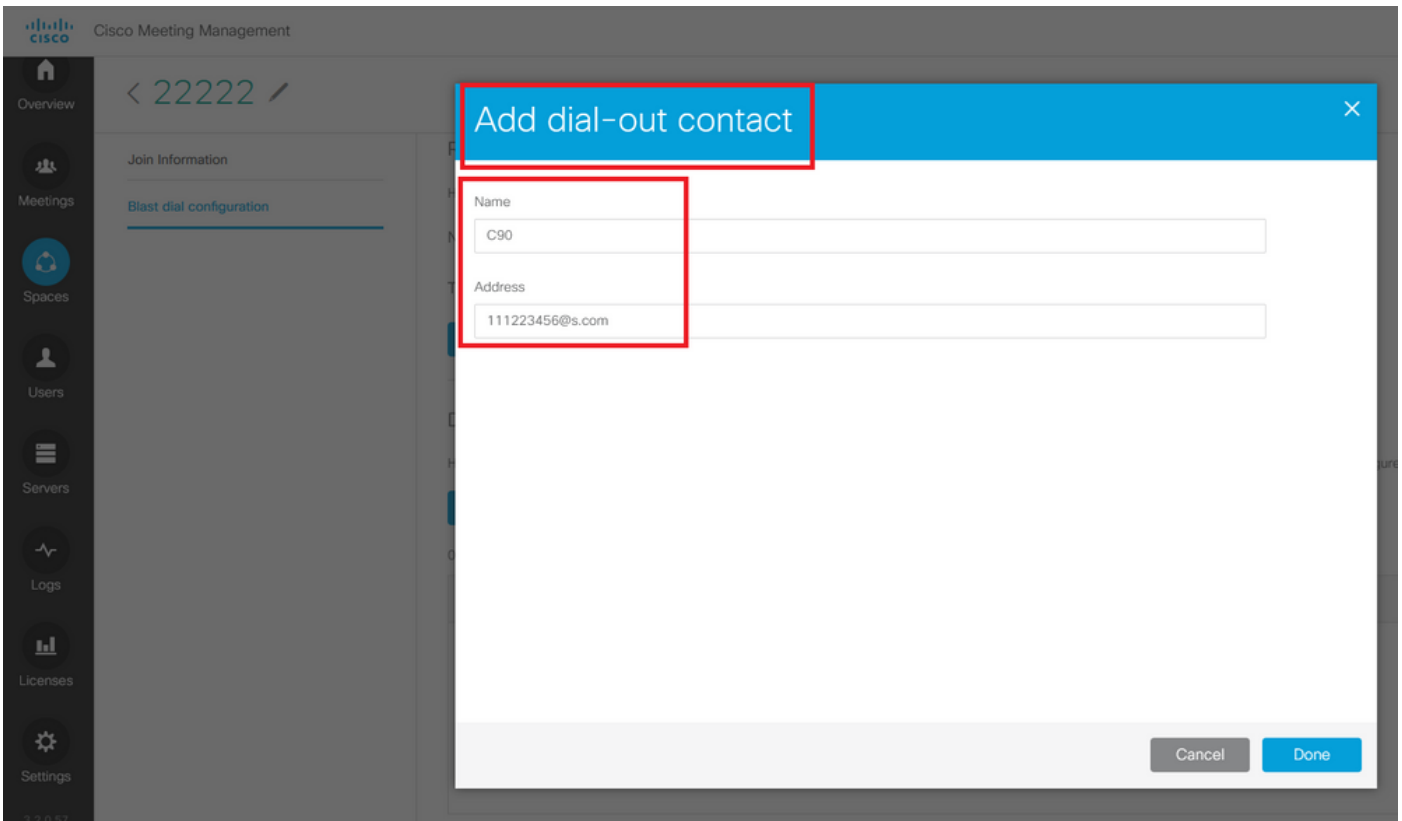 CISCO
Cisco Meeting Management
Overview
Meetings
Spaces
Users
Servers
Logs
Licenses
Settings
< 22222
Join Information
Blast dial configuration
Add dial-out contact
Name
C90
Address
111223456@s.com
Cancel
Done